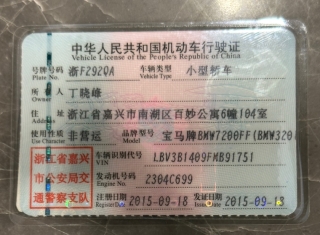 中华人民共和国机动车行驶证
Vehicle License of the People's Republic of China
号牌号码 浙F292QA 车辆类型 小型轿车
Plate No. Vehicle Type
所有人 丁晓峰
Owner
住址 浙江省嘉兴市南湖区百妙公寓6幢104室
Address
使用性质 非营运 品牌型号 宝马牌BMW7200FF(BMW320
Use Character Model
浙江省嘉兴
市公安局交
通警察支队
车辆识别代号 LBV3B1409FMB91751
VIN
发动机号码 2304C699
Engine No.
注册日期 2015-09-18 发证日期 2015-09-18
Register Date Issue Date